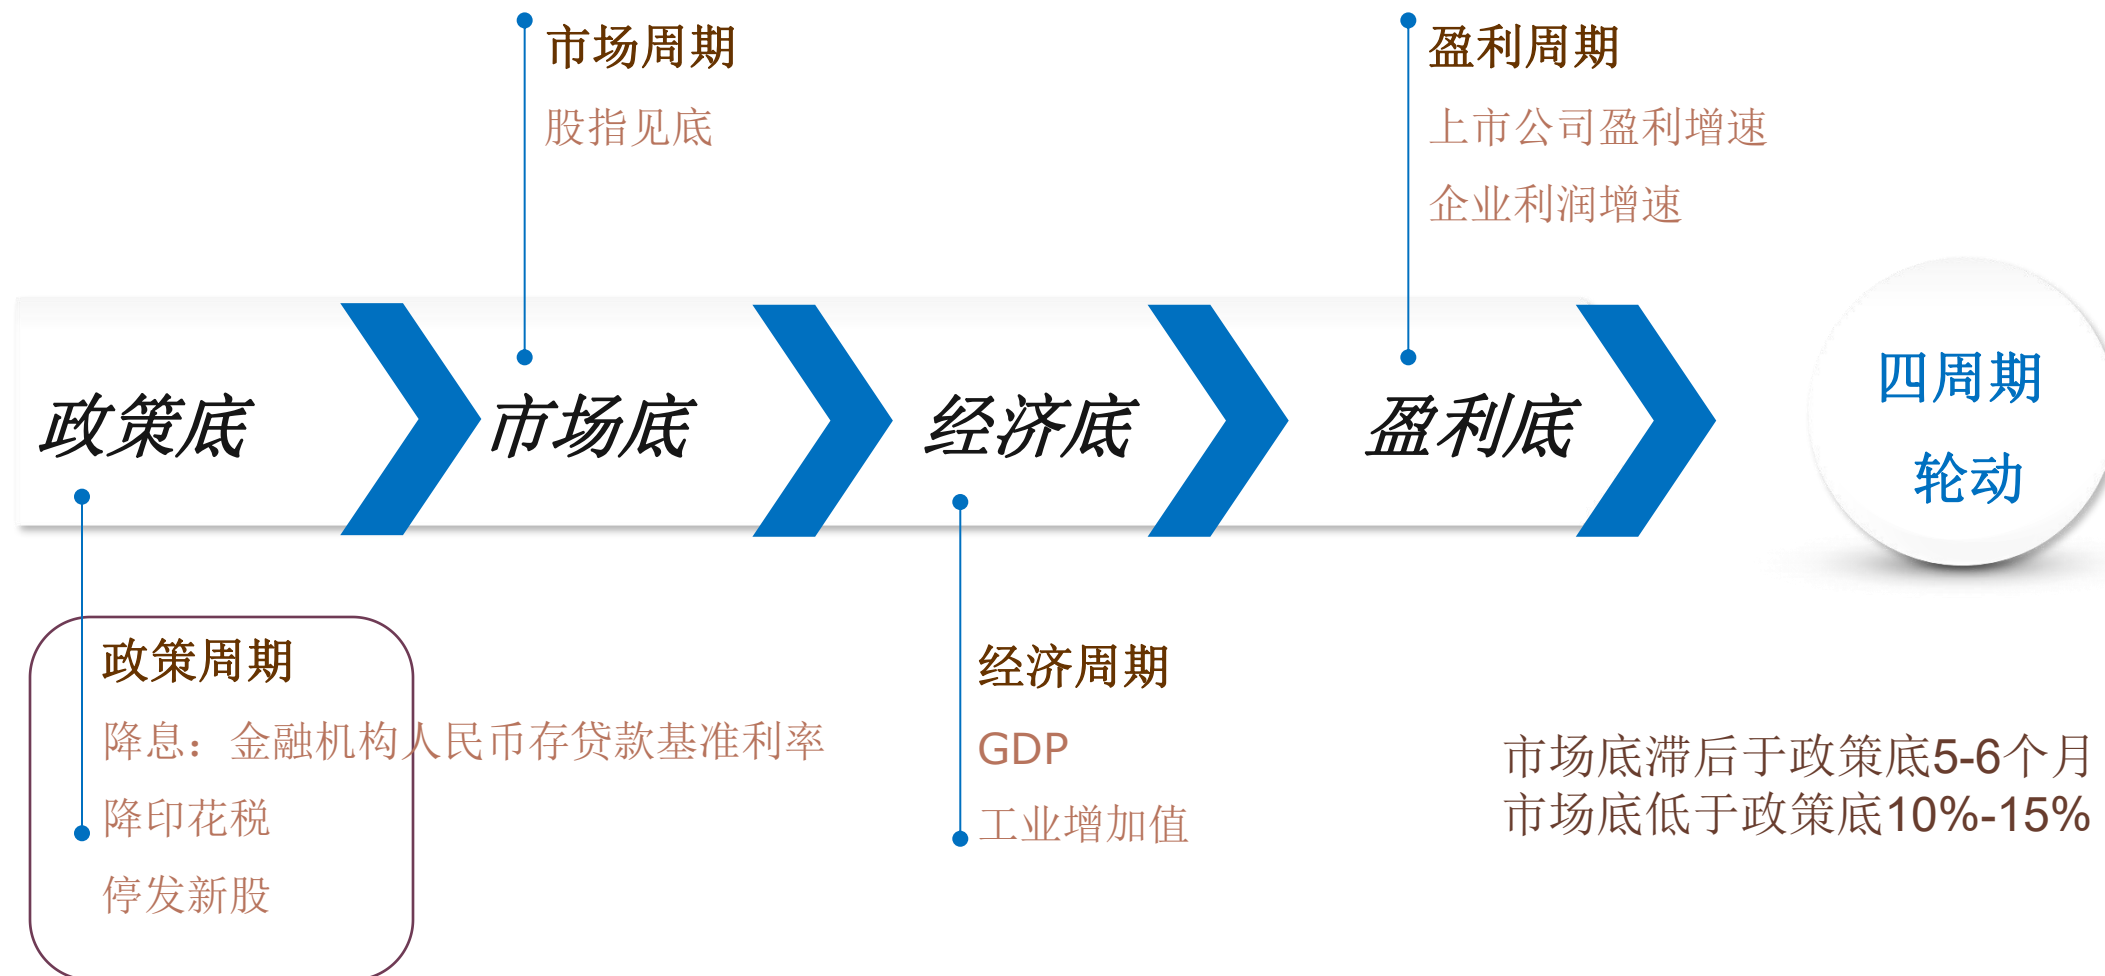 市场周期
股指见底
盈利周期
上市公司盈利增速
企业利润增速
政策底
市场底
经济底
盈利底
四周期
轮动
政策周期
降息：金融机构人民币存贷款基准利率
降印花税
停发新股
经济周期
GDP
工业增加值
市场底滞后于政策底5-6个月
市场底低于政策底10%-15%